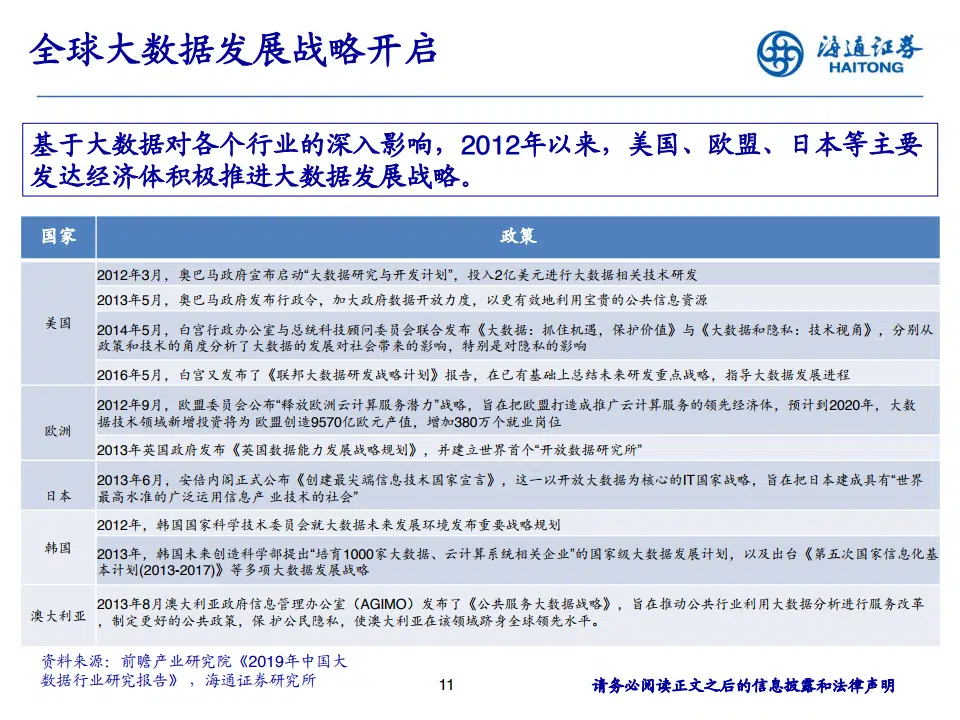 全球大数据发展战略开启
海通证券
HAITONG
基于大数据对各个行业的深入影响，2012年以来，美国、欧盟、日本等主要
发达经济体积极推进大数据发展战略。
国家
政策
美国
2012年3月，奥巴马政府宣布启动“大数据研究与开发计划”，投入2亿美元进行大数据相关技术研发
2013年5月，奥巴马政府发布行政令，加大政府数据开放力度，以更有效地利用宝贵的公共信息资源
2014年5月，白宫行政办公室与总统科技顾问委员会联合发布《大数据：抓住机遇，保护价值》与《大数据和隐私：技术视角》，分别从
政策和技术的角度分析了大数据的发展对社会带来的影响，特别是对隐私的影响
2016年5月，白宫又发布了《联邦大数据研发战略计划》报告，在已有基础上总结未来研发重点战略，指导大数据发展进程
欧洲
2012年9月，欧盟委员会公布“释放欧洲云计算服务潜力”战略，旨在把欧盟打造成推广云计算服务的领先经济体，预计到2020年，大数
据技术领域新增投资将为 欧盟创造9570亿欧元产值，增加380万个就业岗位
2013年英国政府发布《英国数据能力发展战略规划》，并建立世界首个“开放数据研究所”
日本
2013年6月，安倍内阁正式公布《创建最尖端信息技术国家宣言》，这一以开放大数据为核心的IT国家战略，旨在把日本建成具有“世界
最高水准的广泛运用信息产 业技术的社会”
韩国
2012年，韩国国家科学技术委员会就大数据未来发展环境发布重要战略规划
2013年，韩国未来创造科学部提出“培育1000家大数据、云计算系统相关企业”的国家级大数据发展计划，以及出台《第五次国家信息化基
本计划(2013-2017)》等多项大数据发展战略
澳大利亚
2013年8月澳大利亚政府信息管理办公室（AGIMO）发布了《公共服务大数据战略》，旨在推动公共行业利用大数据分析进行服务改革
，制定更好的公共政策，保 护公民隐私，使澳大利亚在该领域跻身全球领先水平。
资料来源：前瞻产业研究院《2019年中国大
数据行业研究报告》，海通证券研究所
11
请务必阅读正文之后的信息披露和法律声明